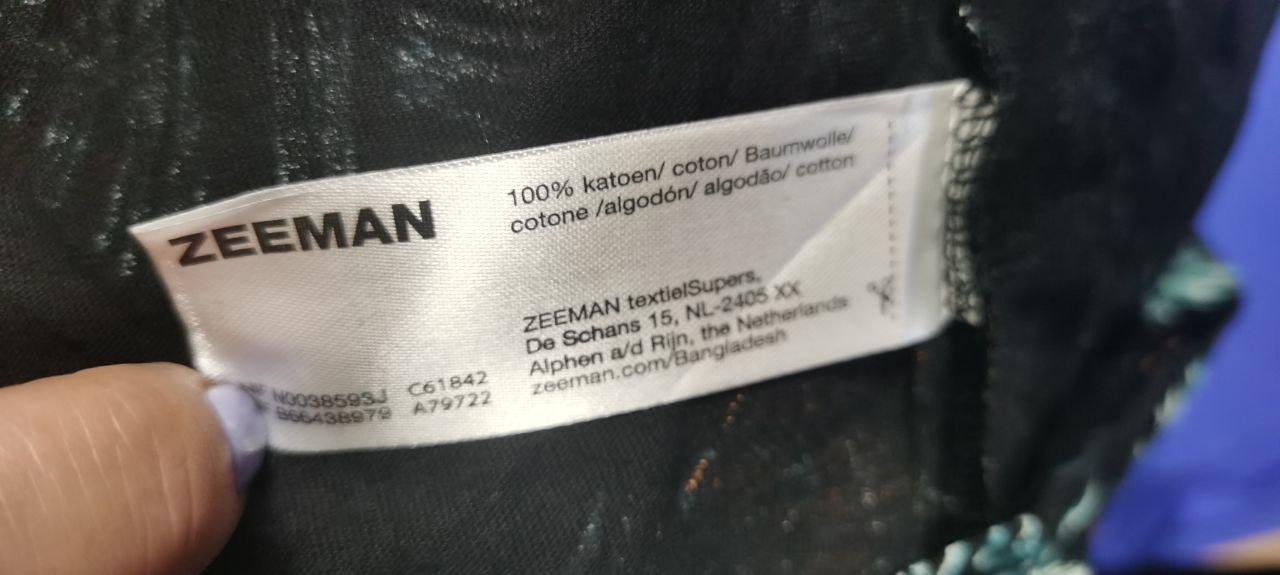 ZEEMAN
100% katoen/ coton/ Baumwolle/
cotone /algodón/ algodão/ cotton
ZEEMAN textielSupers,
De Schans 15, NL-2405 XX
Alphen a/d Rijn, the Netherlands
zeeman.com/Bangladesh
N0038593J C61842
B66438979 A79722